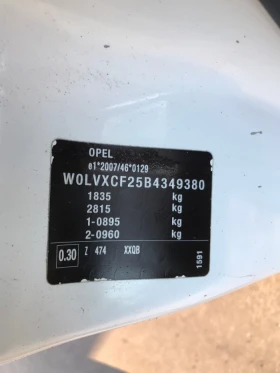 OPEL
e1*2007/46*0129
W0LVXCF25B4349380
1835 kg
2815 kg
1-0895 kg
2-0960 kg
0.30 Z 474 XXQB
1591